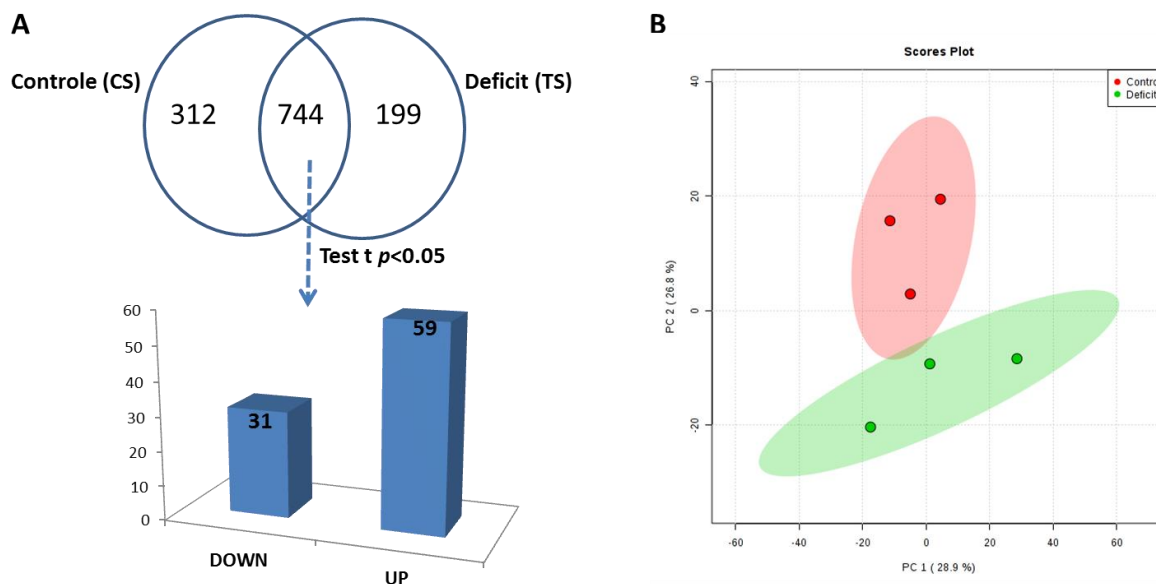 A
Controle (CS)
Deficit (TS)
312
744
199
Test t p<0.05
60
50
40
30
20
10
0
31
59
DOWN
UP
B
Scores Plot
Contro
Deficit
40
20
0
-20
PC 2 ( 26.8 %)
-60
-40
-20
0
20
40
60
PC 1 ( 28.9 %)